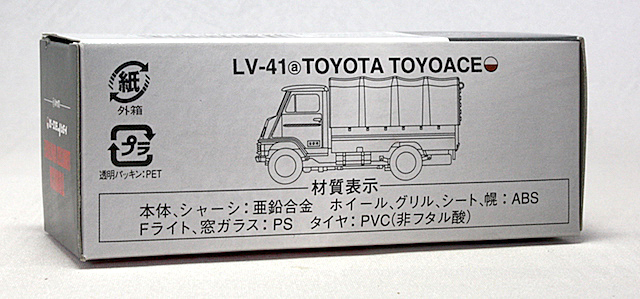 LV-41ⓐTOYOTA TOYOACE
紙
外箱
プラ
透明パッキン：PET
材質表示
本体、シャーシ：亜鉛合金　ホイール、グリル、シート、幌：ABS
Fライト、窓ガラス：PS　タイヤ：PVC(非フタル酸)